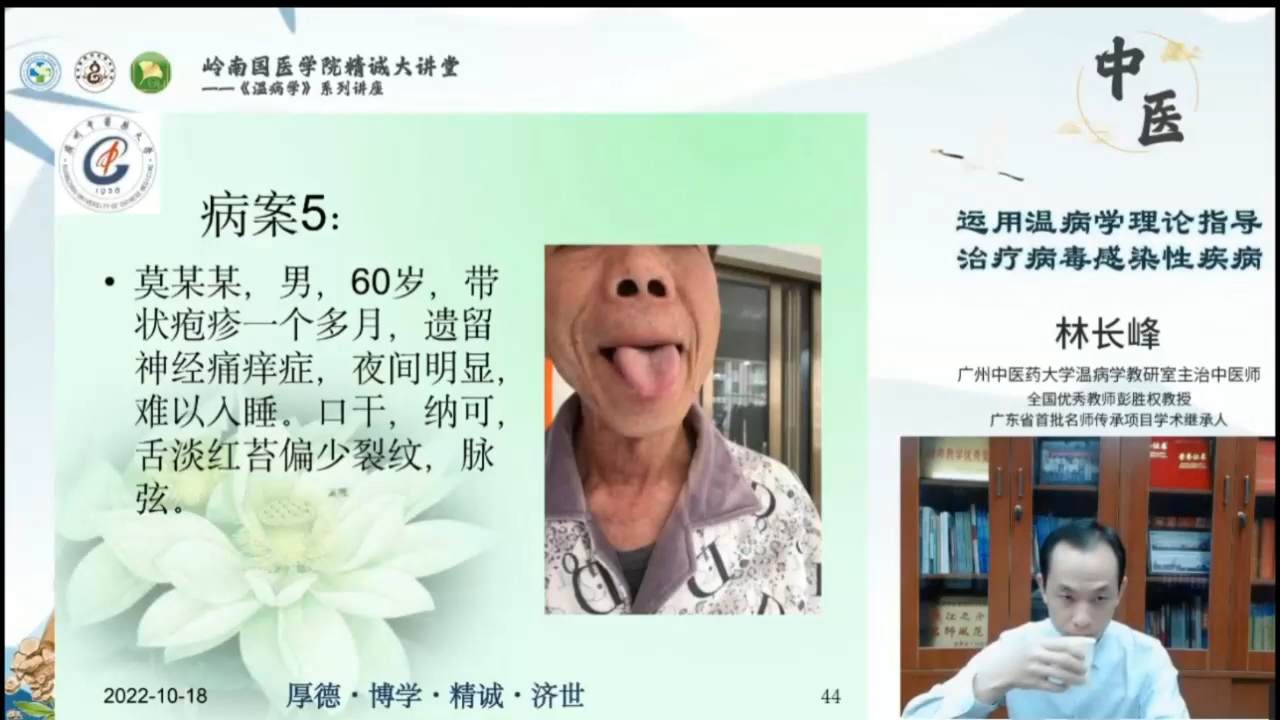 岭南国医学院精诚大讲堂
——《温病学》系列讲座
1956
病案5:
• 莫某某，男，60岁，带
状疱疹一个多月，遗留
神经痛痒症，夜间明显，
难以入睡。口干，纳可，
舌淡红苔偏少裂纹，脉
弦。
2022-10-18
厚德·博学·精诚·济世
44
中医
运用温病学理论指导
治疗病毒感染性疾病
林长峰
广州中医药大学温病学教研室主治中医师
全国优秀教师彭胜权教授
广东省首批名师传承项目学术继承人